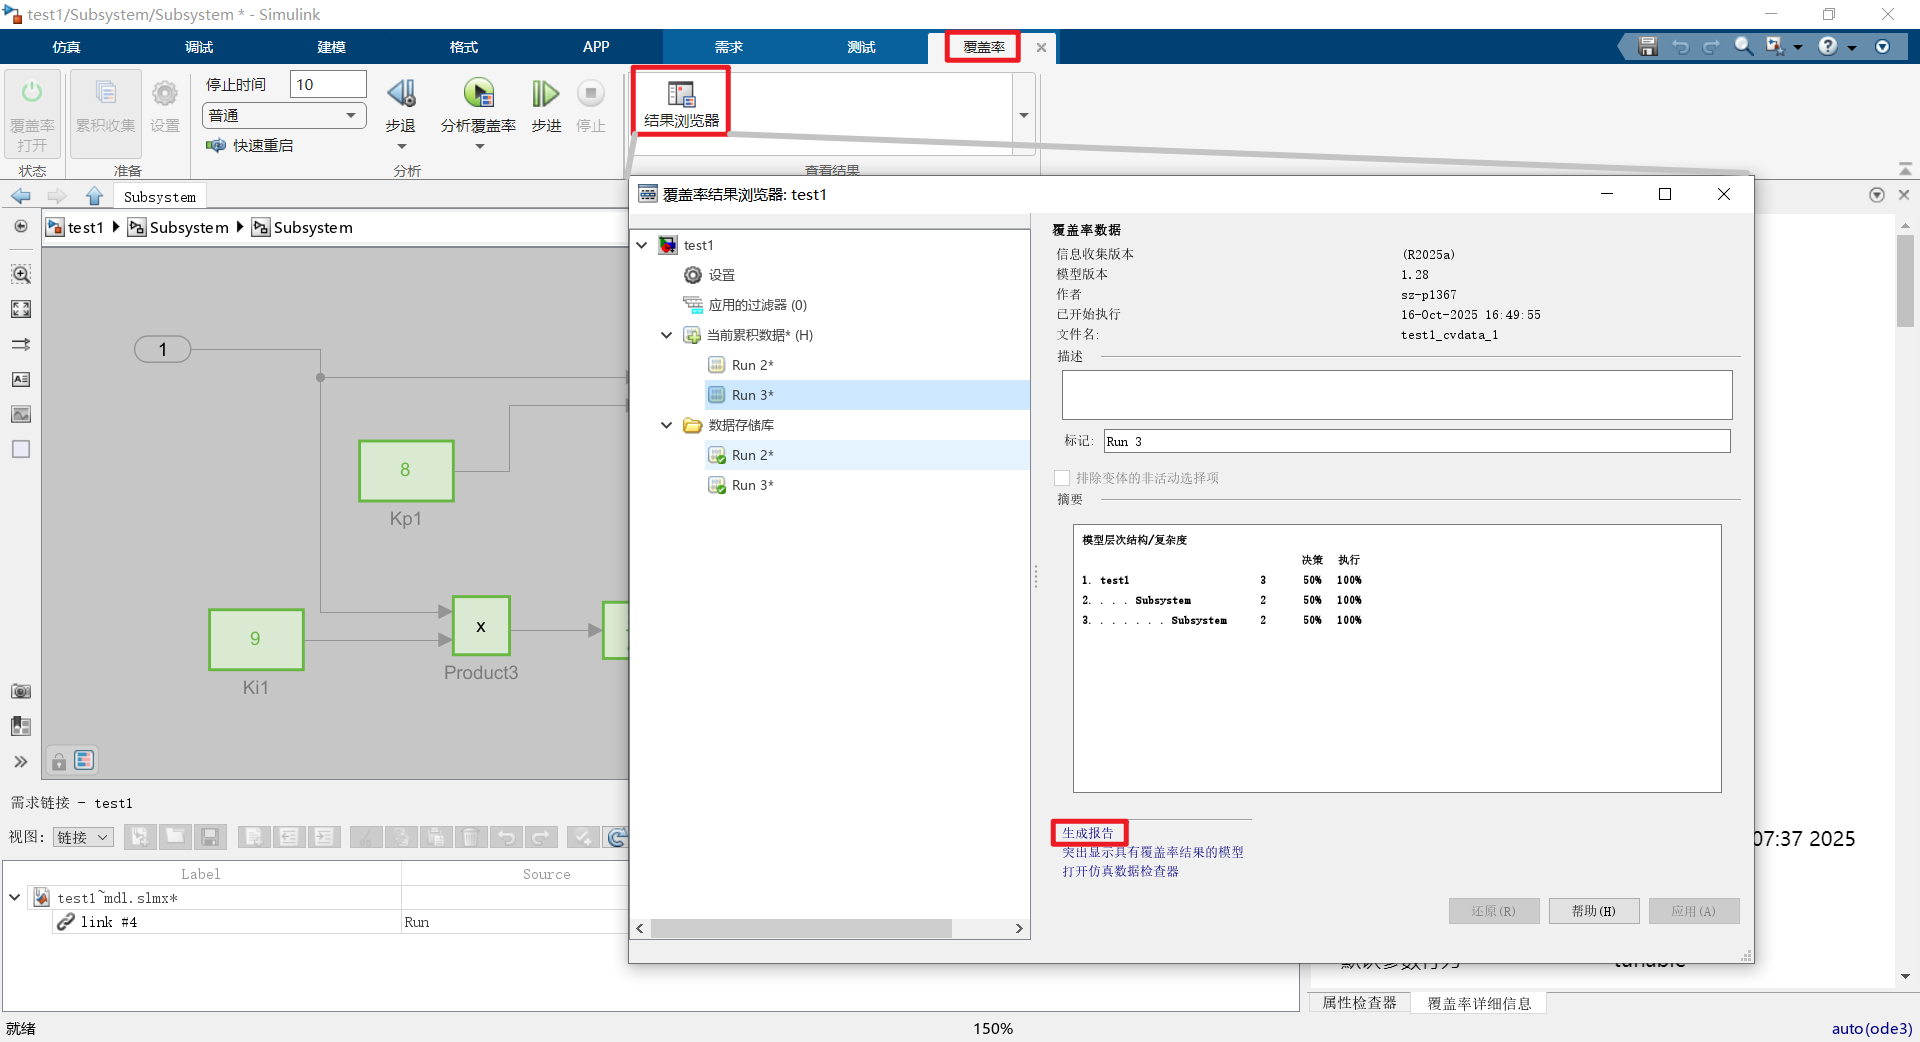 test1/Subsystem/Subsystem * - Simulink
仿真 调试 建模 格式 APP 需求 测试 覆盖率
覆盖率
打开
状态
累积收集
设置
准备
停止时间 10
普通
快速重启
步退
分析覆盖率
步进
停止
分析
结果浏览器
查看结果
Subsystem
test1 Subsystem Subsystem
1
8
Kp1
9
Ki1
x
Product3
需求链接 - test1
视图: 链接
Label Source
test1~mdl.slmx*
link #4 Run
覆盖率结果浏览器: test1
test1
设置
应用的过滤器 (0)
当前累积数据* (H)
Run 2*
Run 3*
数据存储库
Run 2*
Run 3*
覆盖率数据
信息收集版本 (R2025a)
模型版本 1.28
作者 sz-p1367
已开始执行 16-Oct-2025 16:49:55
文件名: test1_cvdata_1
描述
标记: Run 3
排除变体的非活动选择项
摘要
模型层次结构/复杂度
决策 执行
1. test1 3 50% 100%
2. . . . Subsystem 2 50% 100%
3. . . . . . . Subsystem 2 50% 100%
生成报告
突出显示具有覆盖率结果的模型
打开仿真数据检查器
还原(R) 帮助(H) 应用(A)
07:37 2025
属性检查器 覆盖率详细信息
就绪 150% auto(ode3)